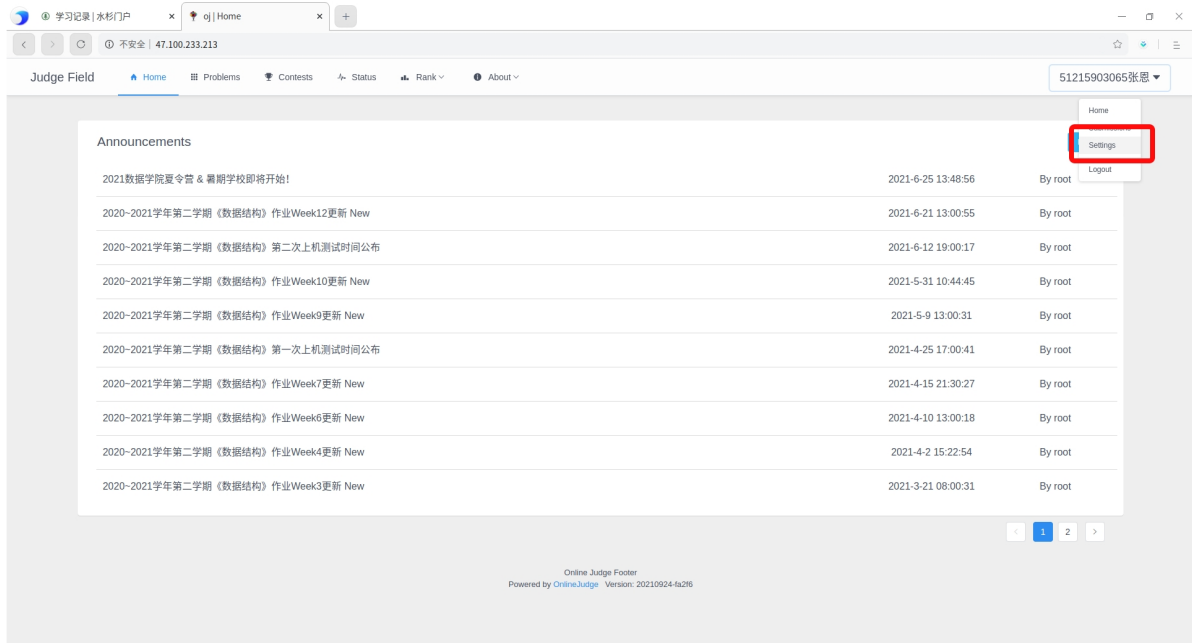 学习记录 | 水杉门户
oj | Home
不安全 | 47.100.233.213
Judge Field Home Problems Contests Status Rank About 51215903065张恩
Home
Settings
Logout
Announcements
2021数据学院夏令营 & 暑期学校即将开始! 2021-6-25 13:48:56 By root
2020~2021学年第二学期《数据结构》作业Week12更新 New 2021-6-21 13:00:55 By root
2020~2021学年第二学期《数据结构》第二次上机测试时间公布 2021-6-12 19:00:17 By root
2020~2021学年第二学期《数据结构》作业Week10更新 New 2021-5-31 10:44:45 By root
2020~2021学年第二学期《数据结构》作业Week9更新 New 2021-5-9 13:00:31 By root
2020~2021学年第二学期《数据结构》第一次上机测试时间公布 2021-4-25 17:00:41 By root
2020~2021学年第二学期《数据结构》作业Week7更新 New 2021-4-15 21:30:27 By root
2020~2021学年第二学期《数据结构》作业Week6更新 New 2021-4-10 13:00:18 By root
2020~2021学年第二学期《数据结构》作业Week4更新 New 2021-4-2 15:22:54 By root
2020~2021学年第二学期《数据结构》作业Week3更新 New 2021-3-21 08:00:31 By root
1 2
Online Judge Footer
Powered by OnlineJudge Version: 20210924-fa2f6